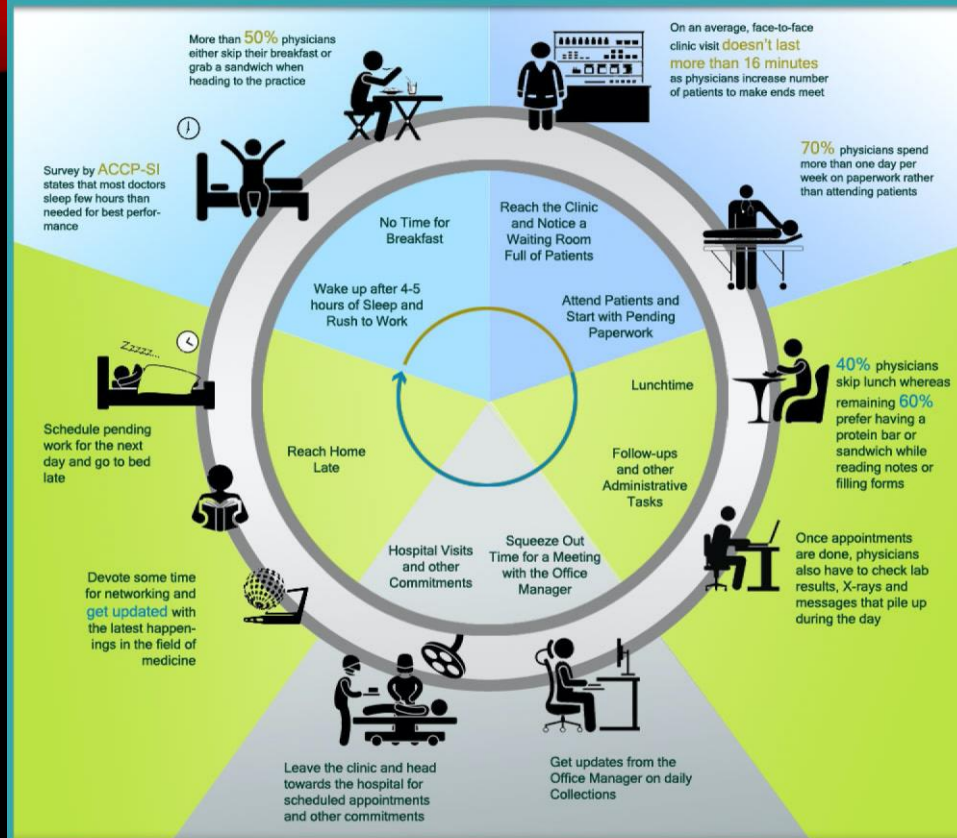 More than 50% physicians
either skip their breakfast or
grab a sandwich when
heading to the practice
On an average, face-to-face
clinic visit doesn't last
more than 16 minutes
as physicians increase number
of patients to make ends meet
Survey by ACCP-SI
states that most doctors
sleep few hours than
needed for best perfor-
mance
70% physicians spend
more than one day per
week on paperwork rather
than attending patients
No Time for
Breakfast
Reach the Clinic
and Notice a
Waiting Room
Full of Patients
Wake up after 4-5
hours of Sleep and
Rush to Work
Attend Patients and
Start with Pending
Paperwork
Zzzzz...
Schedule pending
work for the next
day and go to bed
late
Reach Home
Late
Lunchtime
40% physicians
skip lunch whereas
remaining 60%
prefer having a
protein bar or
sandwich while
reading notes or
filling forms
Follow-ups
and other
Administrative
Tasks
Hospital Visits
and other
Commitments
Squeeze Out
Time for a Meeting
with the Office
Manager
Once appointments
are done, physicians
also have to check lab
results, X-rays and
messages that pile up
during the day
Devote some time
for networking and
get updated with
the latest happen-
ings in the field of
medicine
Leave the clinic and head
towards the hospital for
scheduled appointments
and other commitments
Get updates from the
Office Manager on daily
Collections